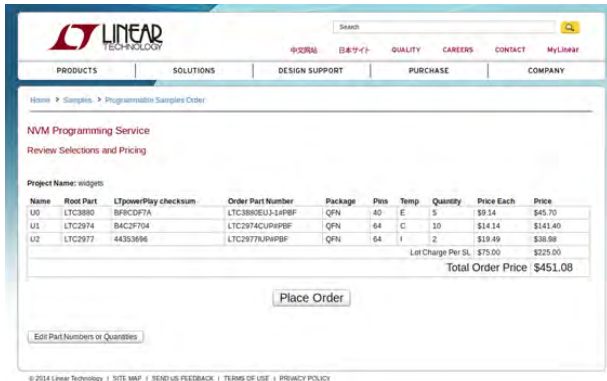 LINEAR
TECHNOLOGY
Search
中文网站 日本サイト QUALITY CAREERS CONTACT MyLinear
PRODUCTS SOLUTIONS DESIGN SUPPORT PURCHASE COMPANY
Home > Samples > Programmable Samples Order
NVM Programming Service
Review Selections and Pricing
Project Name: widgets
Name Root Part LTpowerPlay checksum Order Part Number Package Pins Temp Quantity Price Each Price
U0 LTC3880 BF8CDF7A LTC3880EUJ-1#PBF QFN 40 E 5 $9.14 $45.70
U1 LTC2974 B4C2F704 LTC2974CUP#PBF QFN 64 C 10 $14.14 $141.40
U2 LTC2977 44353696 LTC2977IUP#PBF QFN 64 I 2 $19.49 $38.98
Lot Charge Per SL $75.00 $225.00
Total Order Price $451.08
Place Order
Edit Part Numbers or Quantities
© 2014 Linear Technology | SITE MAP | SEND US FEEDBACK | TERMS OF USE | PRIVACY POLICY